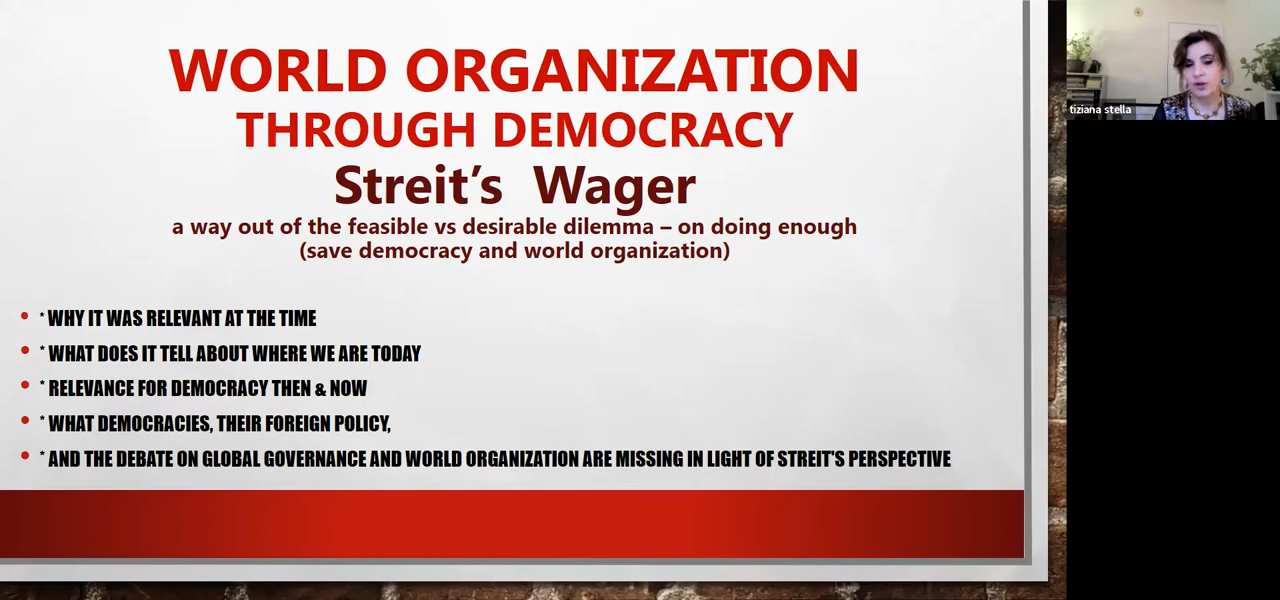 WORLD ORGANIZATION
THROUGH DEMOCRACY
Streit's Wager
a way out of the feasible vs desirable dilemma – on doing enough
(save democracy and world organization)
• * WHY IT WAS RELEVANT AT THE TIME
• * WHAT DOES IT TELL ABOUT WHERE WE ARE TODAY
• * RELEVANCE FOR DEMOCRACY THEN & NOW
• * WHAT DEMOCRACIES, THEIR FOREIGN POLICY,
• * AND THE DEBATE ON GLOBAL GOVERNANCE AND WORLD ORGANIZATION ARE MISSING IN LIGHT OF STREIT'S PERSPECTIVE
tiziana stella